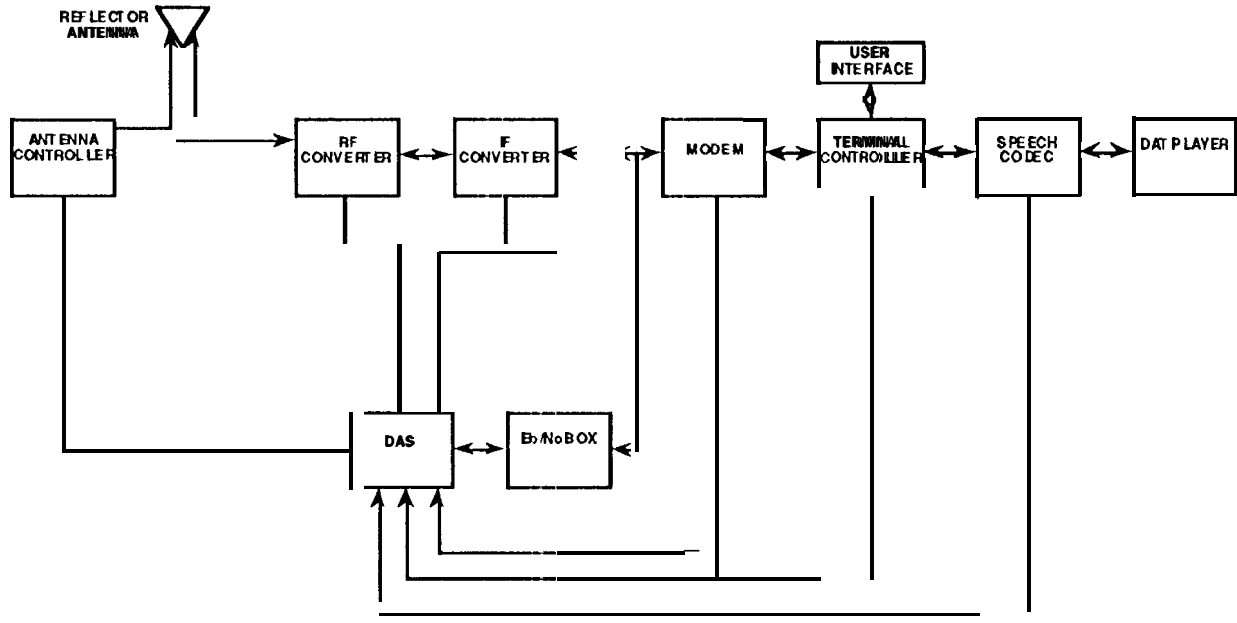 REFLECTOR
ANTENNA
USER
INTERFACE
ANTENNA
CONTROLLER
RF
CONVERTER
IF
CONVERTER
MODEM
TERMINAL
CONTROLLER
SPEECH
CODEC
DAT PLAYER
DAS
Eb/No BOX